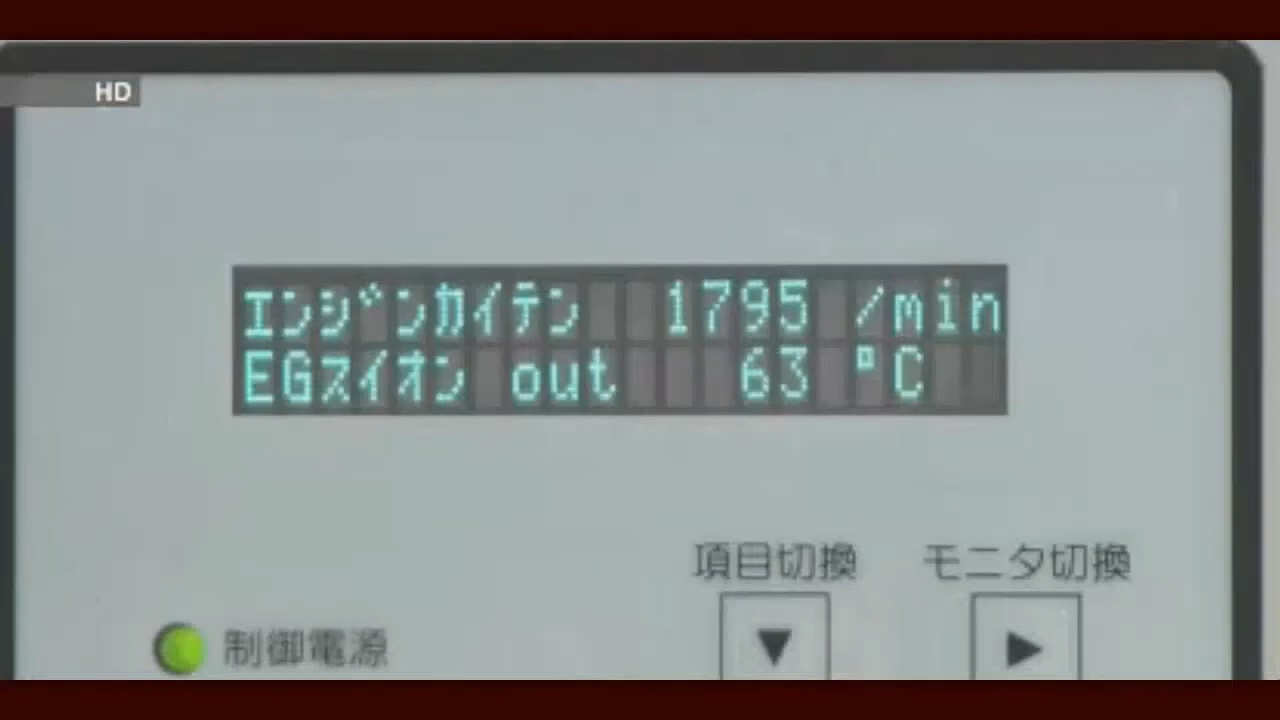 HD
エンジンカイテン 1795 /min
EGスイオン out 63 °C
項目切換 モニタ切換
▼ ▶
制御電源